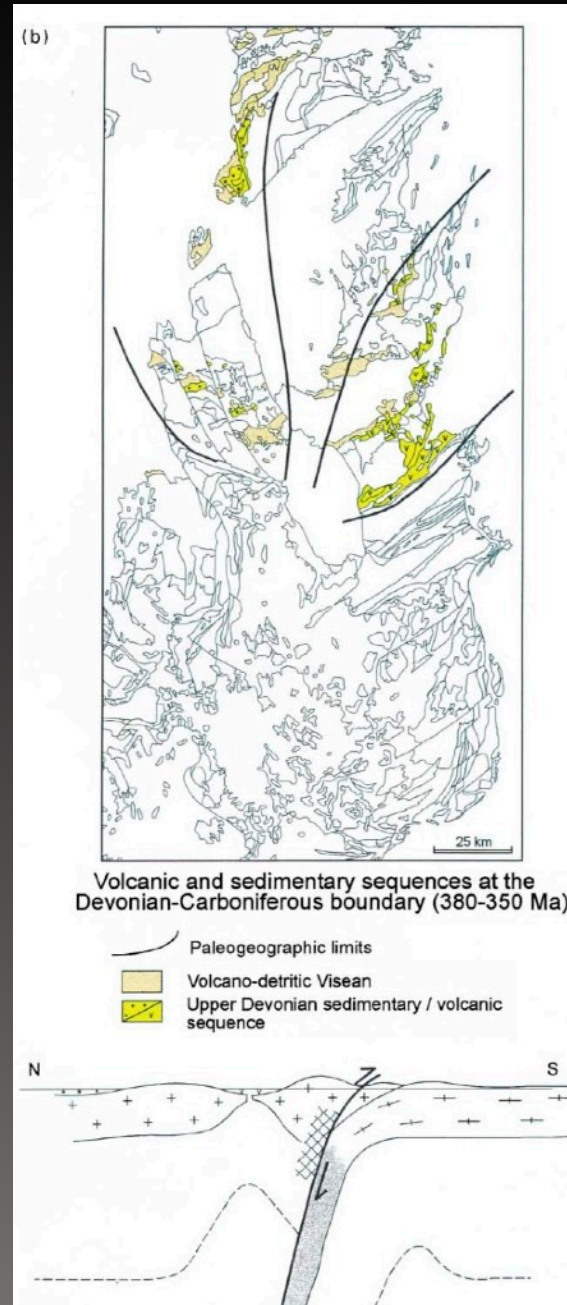 (b)
25 km
Volcanic and sedimentary sequences at the
Devonian-Carboniferous boundary (380-350 Ma)
Paleogeographic limits
Volcano-detritic Visean
Upper Devonian sedimentary / volcanic
sequence
N
S